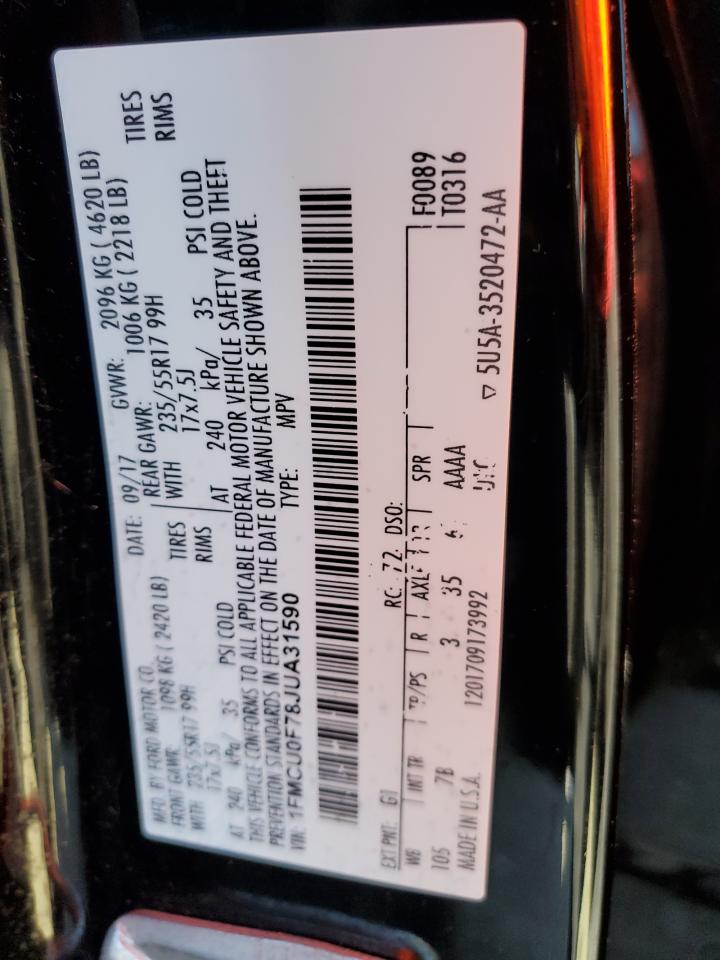 MFD. BY FORD MOTOR CO. DATE: 09/17 GVWR: 2096 KG ( 4620 LB)
FRONT GAWR: 1098 KG ( 2420 LB) REAR GAWR: 1006 KG ( 2218 LB)
WITH 235/55R17 99H TIRES WITH 235/55R17 99H TIRES
17x7.5J RIMS 17x7.5J RIMS
AT 240 kPa/ 35 PSI COLD AT 240 kPa/ 35 PSI COLD
THIS VEHICLE CONFORMS TO ALL APPLICABLE FEDERAL MOTOR VEHICLE SAFETY AND THEFT
PREVENTION STANDARDS IN EFFECT ON THE DATE OF MANUFACTURE SHOWN ABOVE.
VIN: 1FMCU0F78JUA31590 TYPE: MPV
EXT PNT: G1 RC: 72 DSO: F0089
WB INT TR TP/PS R AXLE SPR T0316
105 7B 3 35 6 AAAA
MADE IN U.S.A. 1201709173992 5U5A-3520472-AA